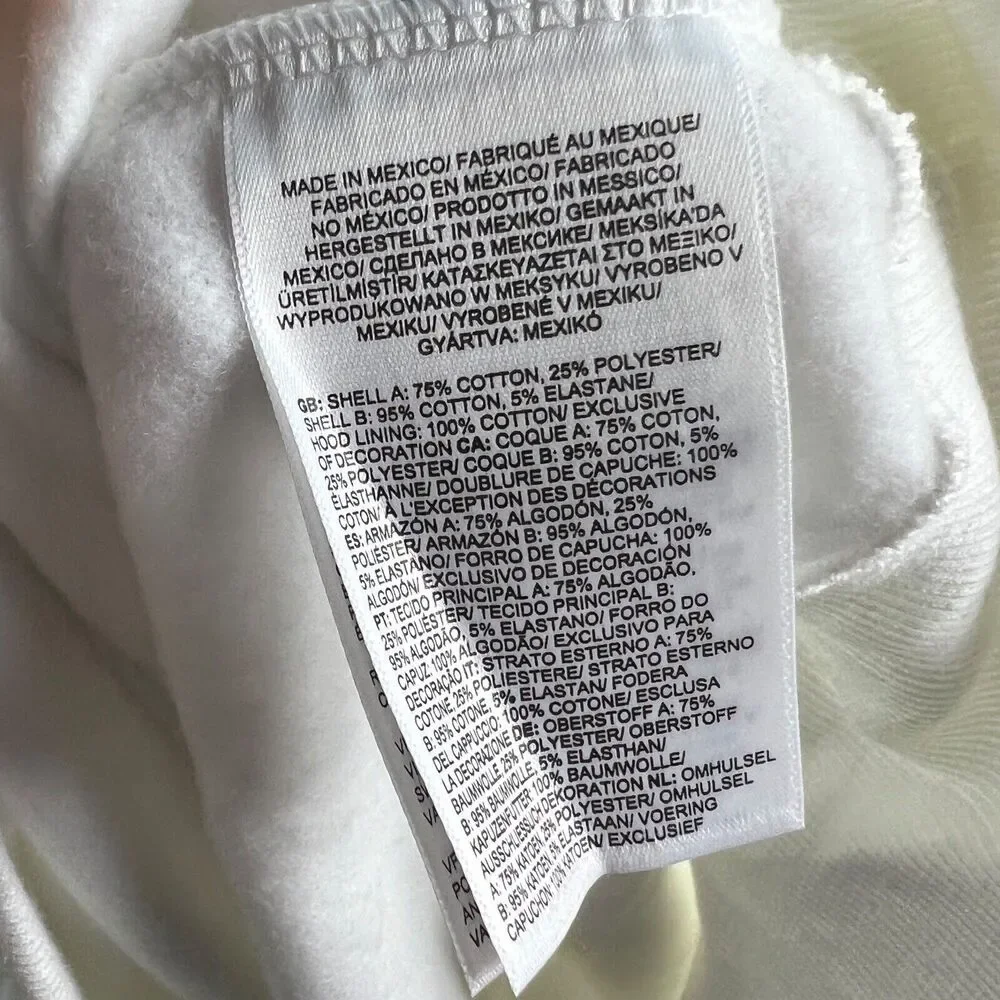 MADE IN MEXICO/ FABRIQUÉ AU MEXIQUE/
FABRICADO EN MÉXICO/ FABRICADO
NO MÉXICO/ PRODOTTO IN MESSICO/
HERGESTELLT IN MEXIKO/ GEMAAKT IN
MEXICO/ СДЕЛАНО В МЕКСИКЕ/ MEKSİKA'DA
ÜRETİLMİŞTİR/ ΚΑΤΑΣΚΕΥΑΖΕΤΑΙ ΣΤΟ ΜΕΞΙΚΟ/
WYPRODUKOWANO W MEKSYKU/ VYROBENO V
MEXIKU/ VYROBENÉ V MEXIKU/
GYÁRTVA: MEXIKÓ
GB: SHELL A: 75% COTTON, 25% POLYESTER/
SHELL B: 95% COTTON, 5% ELASTANE/
HOOD LINING: 100% COTTON/ EXCLUSIVE
OF DECORATION CA: COQUE A: 75% COTON,
25% POLYESTER/ COQUE B: 95% COTON, 5%
ÉLASTHANNE/ DOUBLURE DE CAPUCHE: 100%
COTON/ À L'EXCEPTION DES DÉCORATIONS
ES: ARMAZÓN A: 75% ALGODÓN, 25%
POLIÉSTER/ ARMAZÓN B: 95% ALGODÓN,
5% ELASTANO/ FORRO DE CAPUCHA: 100%
ALGODÓN/ EXCLUSIVO DE DECORACIÓN
PT: TECIDO PRINCIPAL A: 75% ALGODÃO,
25% POLIÉSTER/ TECIDO PRINCIPAL B:
95% ALGODÃO, 5% ELASTANO/ FORRO DO
CAPUZ: 100% ALGODÃO/ EXCLUSIVO PARA
DECORAÇÃO IT: STRATO ESTERNO A: 75%
COTONE, 25% POLIESTERE/ STRATO ESTERNO
B: 95% COTONE, 5% ELASTAN/ FODERA
DEL CAPPUCCIO: 100% COTONE/ ESCLUSA
LA DECORAZIONE DE: OBERSTOFF A: 75%
BAUMWOLLE, 25% POLYESTER/ OBERSTOFF
B: 95% BAUMWOLLE, 5% ELASTHAN/
KAPUZENFUTTER: 100% BAUMWOLLE/
AUSSCHLIESSLICH DEKORATION NL: OMHULSEL
A: 75% KATOEN, 25% POLYESTER/ OMHULSEL
B: 95% KATOEN, 5% ELASTAAN/ VOERING
CAPUCHON: 100% KATOEN/ EXCLUSIEF